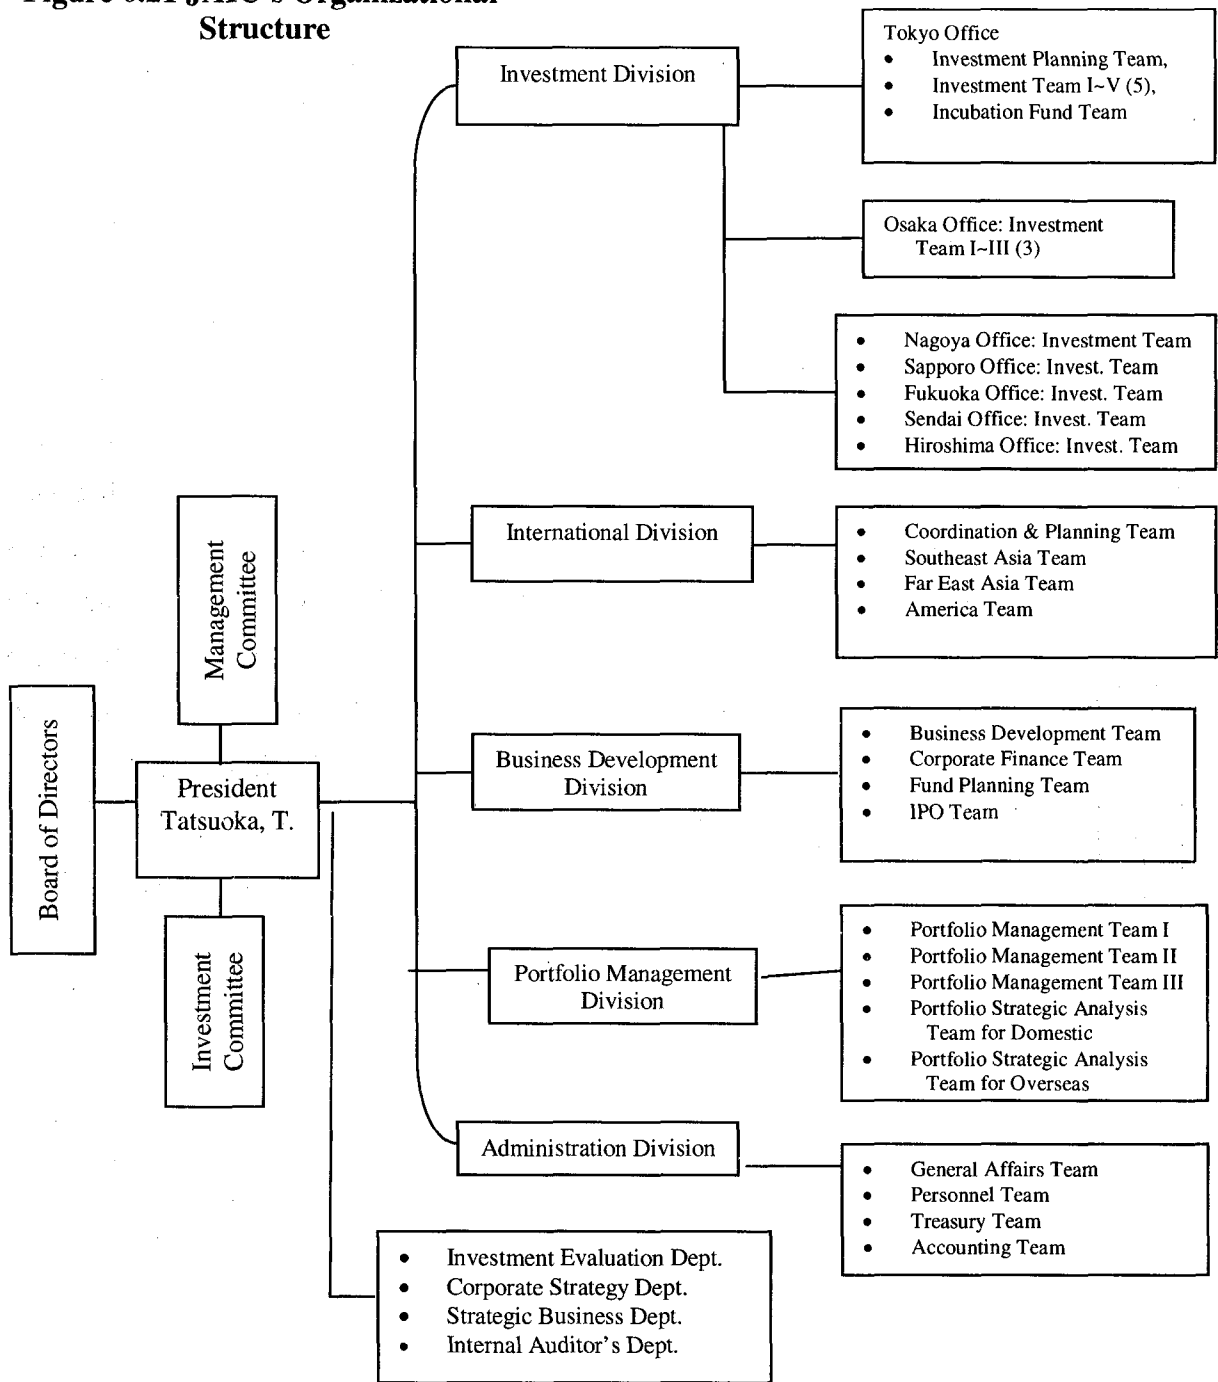 Structure
Investment Division
Tokyo Office
• Investment Planning Team,
• Investment Team I~V (5),
• Incubation Fund Team
Osaka Office: Investment
Team I~III (3)
• Nagoya Office: Investment Team
• Sapporo Office: Invest. Team
• Fukuoka Office: Invest. Team
• Sendai Office: Invest. Team
• Hiroshima Office: Invest. Team
International Division
• Coordination & Planning Team
• Southeast Asia Team
• Far East Asia Team
• America Team
Management
Committee
Board of Directors
President
Tatsuoka, T.
Investment
Committee
Business Development
Division
• Business Development Team
• Corporate Finance Team
• Fund Planning Team
• IPO Team
Portfolio Management
Division
• Portfolio Management Team I
• Portfolio Management Team II
• Portfolio Management Team III
• Portfolio Strategic Analysis
Team for Domestic
• Portfolio Strategic Analysis
Team for Overseas
Administration Division
• General Affairs Team
• Personnel Team
• Treasury Team
• Accounting Team
• Investment Evaluation Dept.
• Corporate Strategy Dept.
• Strategic Business Dept.
• Internal Auditor's Dept.